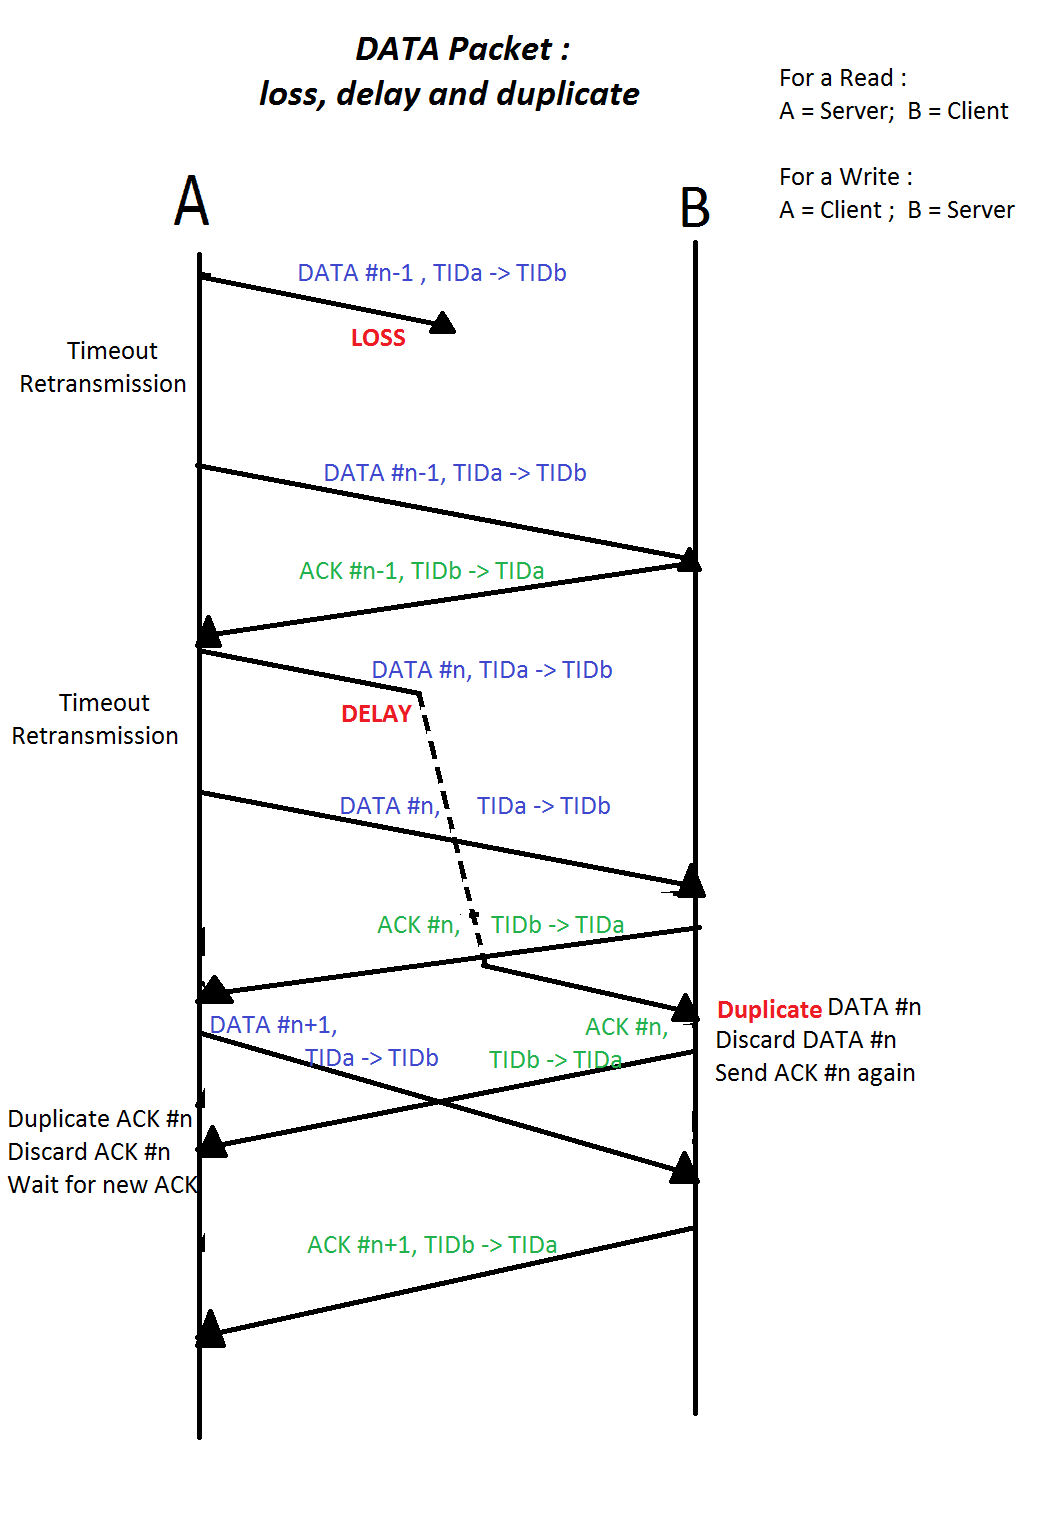 DATA Packet :
loss, delay and duplicate
For a Read :
A = Server;  B = Client
For a Write :
A = Client ;  B = Server
A
B
DATA #n-1 , TIDa -> TIDb
LOSS
Timeout
Retransmission
DATA #n-1, TIDa -> TIDb
ACK #n-1, TIDb -> TIDa
DATA #n, TIDa -> TIDb
DELAY
Timeout
Retransmission
DATA #n, TIDa -> TIDb
ACK #n, TIDb -> TIDa
Duplicate DATA #n
Discard DATA #n
Send ACK #n again
DATA #n+1,
TIDa -> TIDb
ACK #n,
TIDb -> TIDa
Duplicate ACK #n
Discard ACK #n
Wait for new ACK
ACK #n+1, TIDb -> TIDa